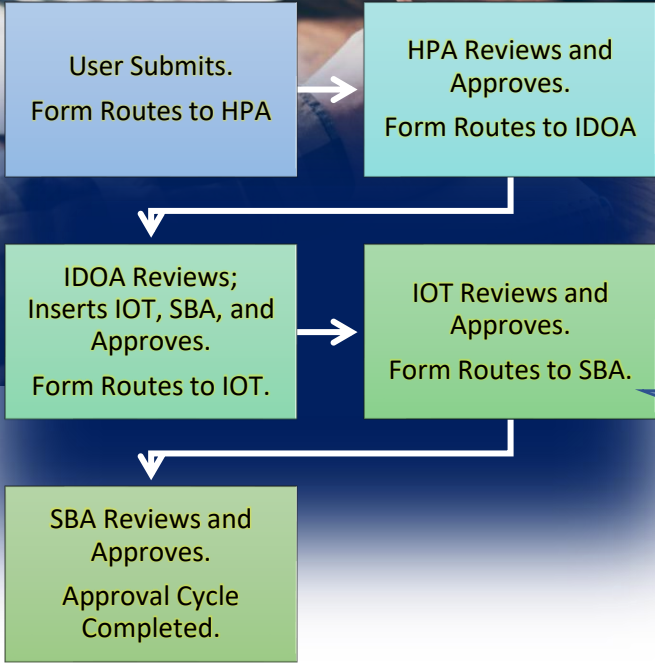 User Submits.
Form Routes to HPA
HPA Reviews and
Approves.
Form Routes to IDOA
IDOA Reviews;
Inserts IOT, SBA, and
Approves.
Form Routes to IOT.
IOT Reviews and
Approves.
Form Routes to SBA.
SBA Reviews and
Approves.
Approval Cycle
Completed.